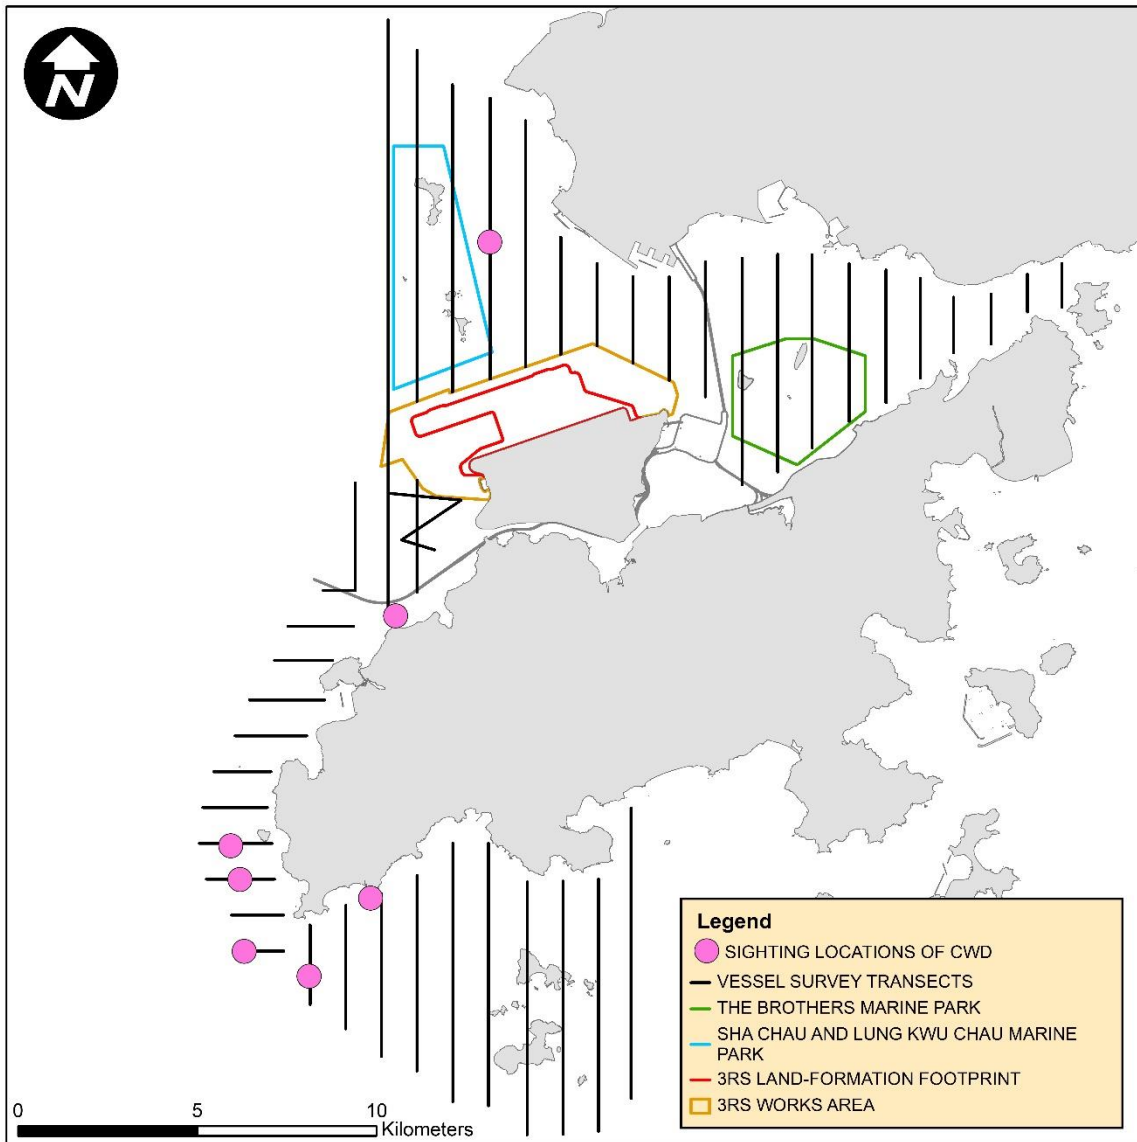 N
Legend
SIGHTING LOCATIONS OF CWD
VESSEL SURVEY TRANSECTS
THE BROTHERS MARINE PARK
SHA CHAU AND LUNG KWU CHAU MARINE
PARK
3RS LAND-FORMATION FOOTPRINT
3RS WORKS AREA
0 5 10
Kilometers